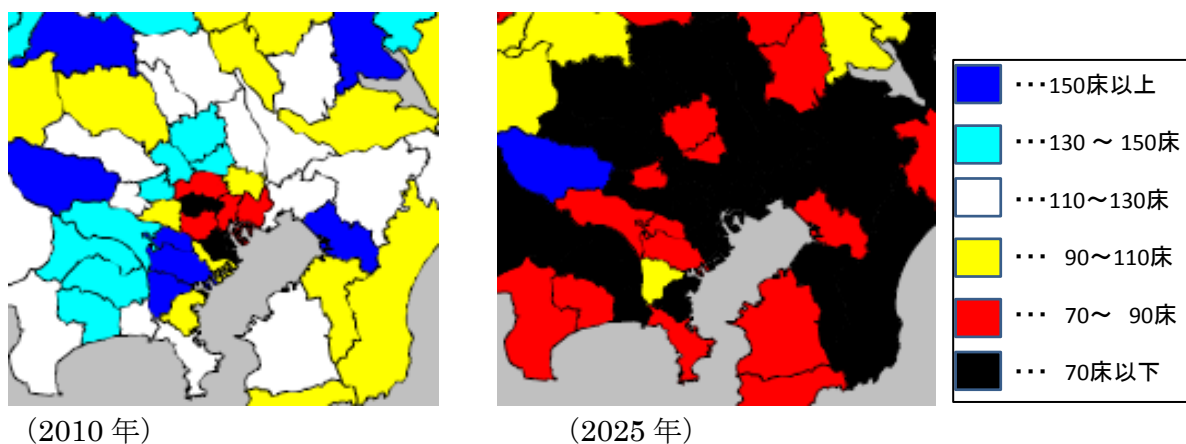 ･･･150床以上
･･･130 ～ 150床
･･･110～130床
･･･ 90～110床
･･･ 70～ 90床
･･･ 70床以下
（2010 年）
（2025 年）